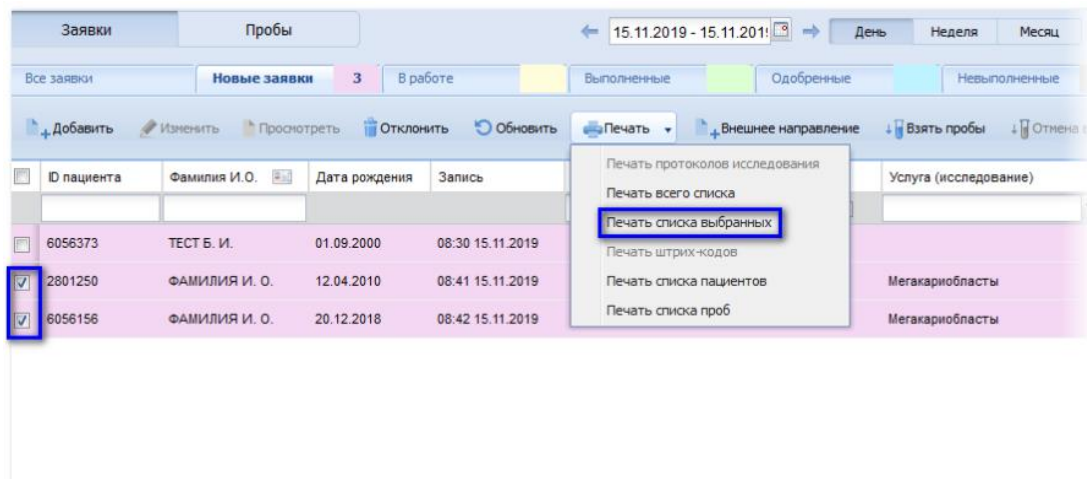 Заявки Пробы 15.11.2019 - 15.11.201 День Неделя Месяц
Все заявки Новые заявки 3 В работе Выполненные Одобренные Невыполненные
Добавить Изменить Просмотреть Отклонить Обновить Печать Внешнее направление Взять пробы Отмена
ID пациента Фамилия И.О. Дата рождения Запись Услуга (исследование)
Печать протоколов исследования
Печать всего списка
Печать списка выбранных
Печать штрих-кодов
Печать списка пациентов
Печать списка проб
6056373 ТЕСТ Б. И. 01.09.2000 08:30 15.11.2019
2801250 ФАМИЛИЯ И. О. 12.04.2010 08:41 15.11.2019 Мегакариобласты
6056156 ФАМИЛИЯ И. О. 20.12.2018 08:42 15.11.2019 Мегакариобласты